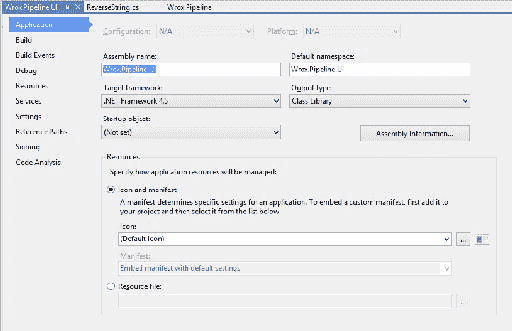 Wrox.Pipeline.UI ReverseString.cs Wrox.Pipeline
Application
Configuration: N/A Platform: N/A
Build
Build Events
Assembly name: Default namespace:
Debug
Wrox.Pipeline.UI Wrox.Pipeline.UI
Resources
Target framework: Output type:
Services
.NET Framework 4.5 Class Library
Settings
Startup object:
Reference Paths
(Not set) Assembly Information...
Signing
Code Analysis
Resources
Specify how application resources will be managed:
Icon and manifest
A manifest determines specific settings for an application. To embed a custom manifest, first add it to
your project and then select it from the list below.
Icon:
(Default Icon) ...
Manifest:
Embed manifest with default settings
Resource file:
...